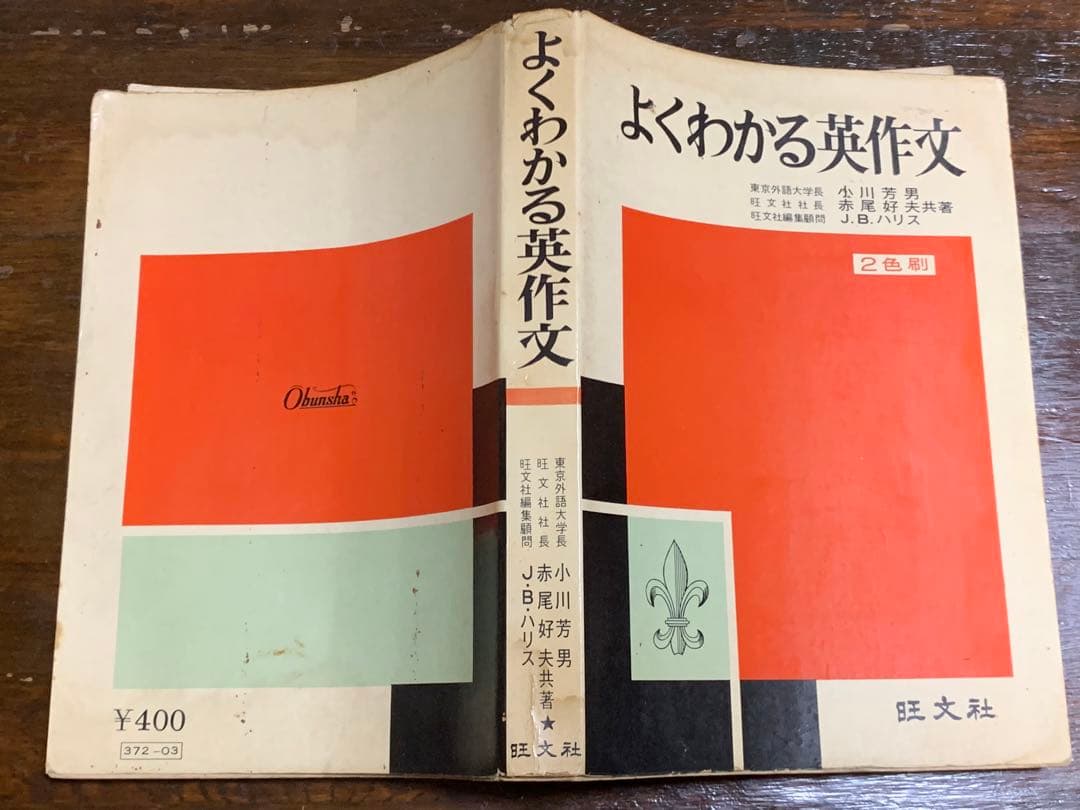 よくわかる英作文
東京外語大学長 小川芳男
旺文社社長 赤尾好夫共著
旺文社編集顧問 J.B.ハリス
2色刷
旺文社
よくわかる英作文
東京外語大学長 小川芳男
旺文社社長 赤尾好夫共著★
旺文社編集顧問 J・B・ハリス
旺文社
Obunsha
¥400
372-03